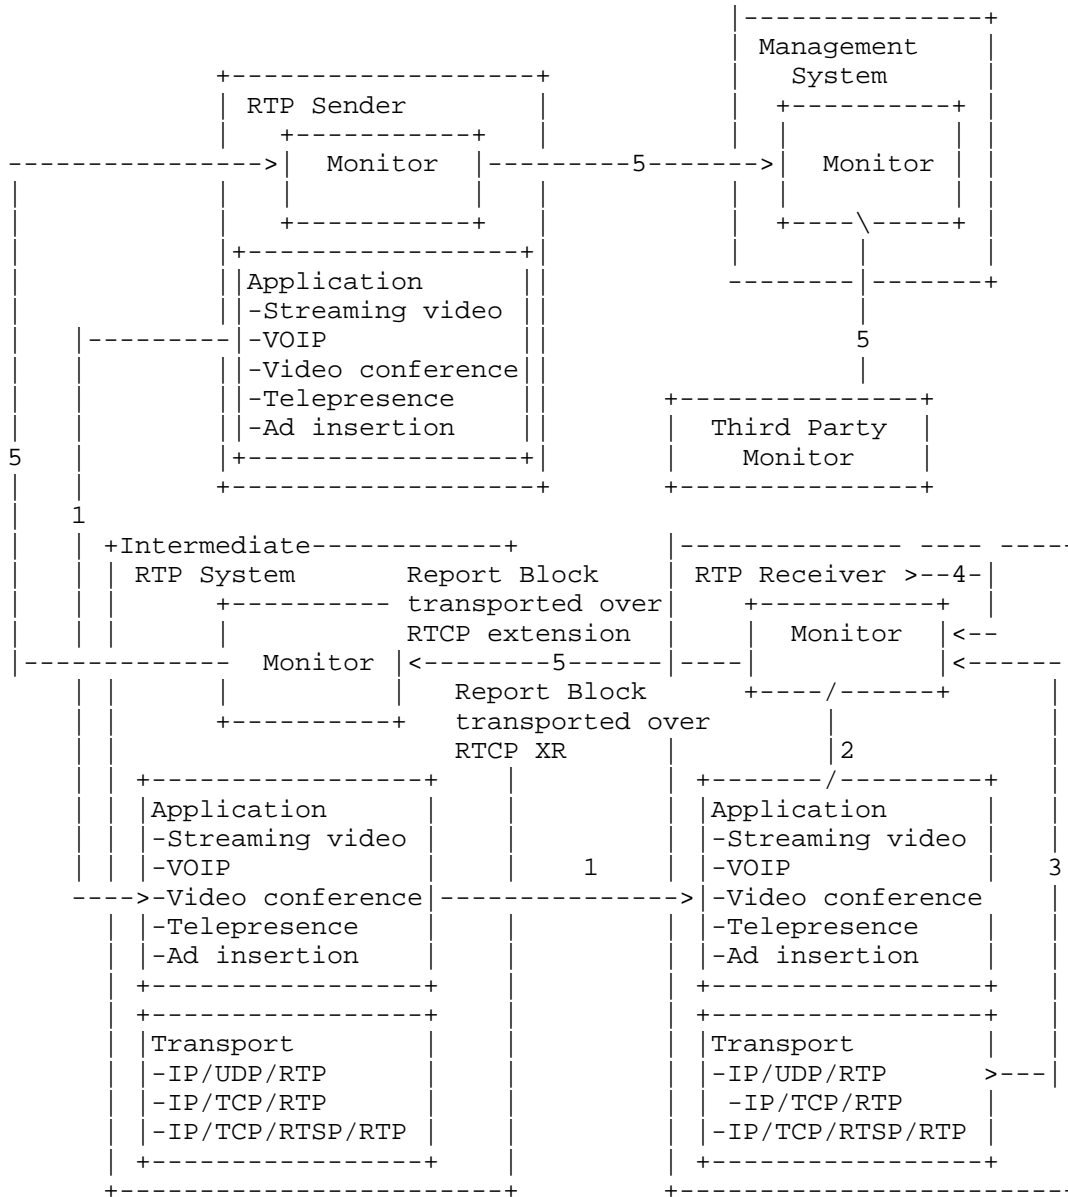 Management
System
RTP Sender
Monitor
5
Monitor
Application
-Streaming video
-VOIP
5
-Video conference
-Telepresence
-Ad insertion
Third Party
Monitor
5
1
Intermediate
RTP System
Report Block
transported over
RTCP extension
RTP Receiver >--4-
Monitor
Monitor
5
Report Block
transported over
RTCP XR
2
Application
-Streaming video
-VOIP
-Video conference
-Telepresence
-Ad insertion
1
Application
-Streaming video
-VOIP
-Video conference
-Telepresence
-Ad insertion
3
Transport
-IP/UDP/RTP
-IP/TCP/RTP
-IP/TCP/RTSP/RTP
Transport
-IP/UDP/RTP
-IP/TCP/RTP
-IP/TCP/RTSP/RTP